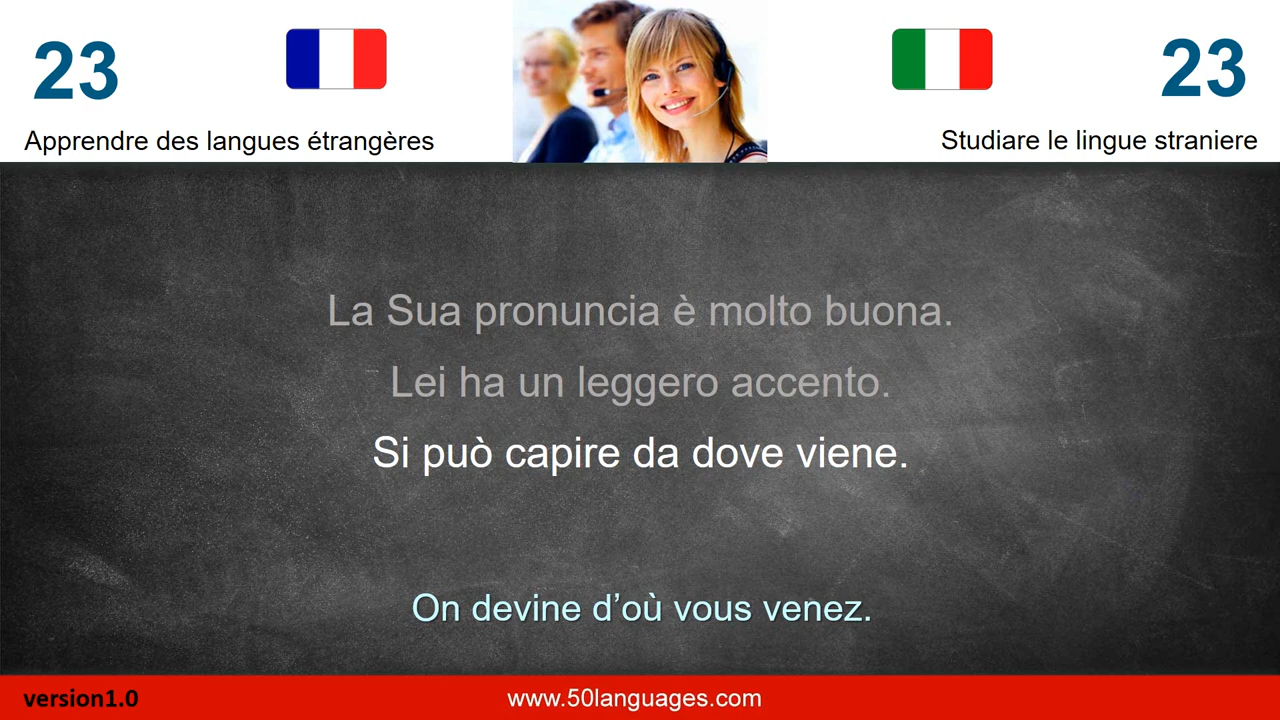 23
23
Apprendre des langues étrangères
Studiare le lingue straniere
La Sua pronuncia è molto buona.
Lei ha un leggero accento.
Si può capire da dove viene.
On devine d’où vous venez.
version1.0
www.50languages.com